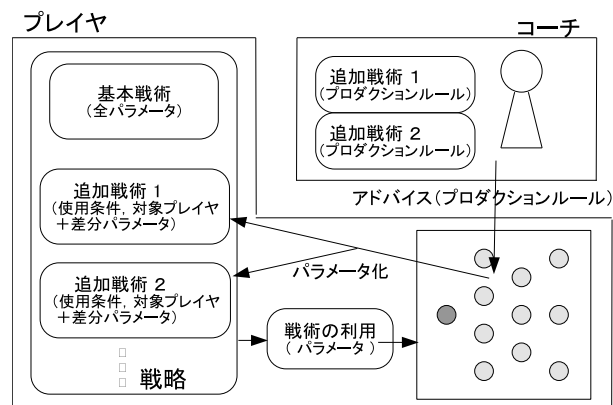 プレイヤ
基本戦術
(全パラメータ)
追加戦術 1
(使用条件, 対象プレイヤ
+差分パラメータ)
追加戦術 2
(使用条件, 対象プレイヤ
+差分パラメータ)
戦略
コーチ
追加戦術 1
(プロダクションルール)
追加戦術 2
(プロダクションルール)
アドバイス(プロダクションルール)
パラメータ化
戦術の利用
( パラメータ )